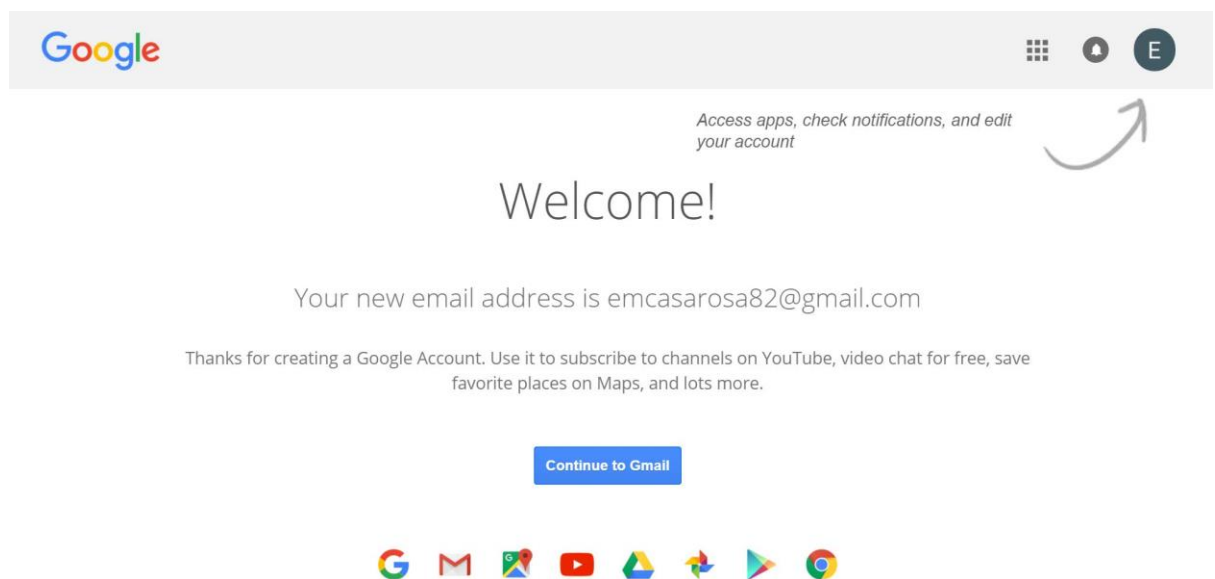 Google
E
Access apps, check notifications, and edit
your account
Welcome!
Your new email address is emcasarosa82@gmail.com
Thanks for creating a Google Account. Use it to subscribe to channels on YouTube, video chat for free, save
favorite places on Maps, and lots more.
Continue to Gmail